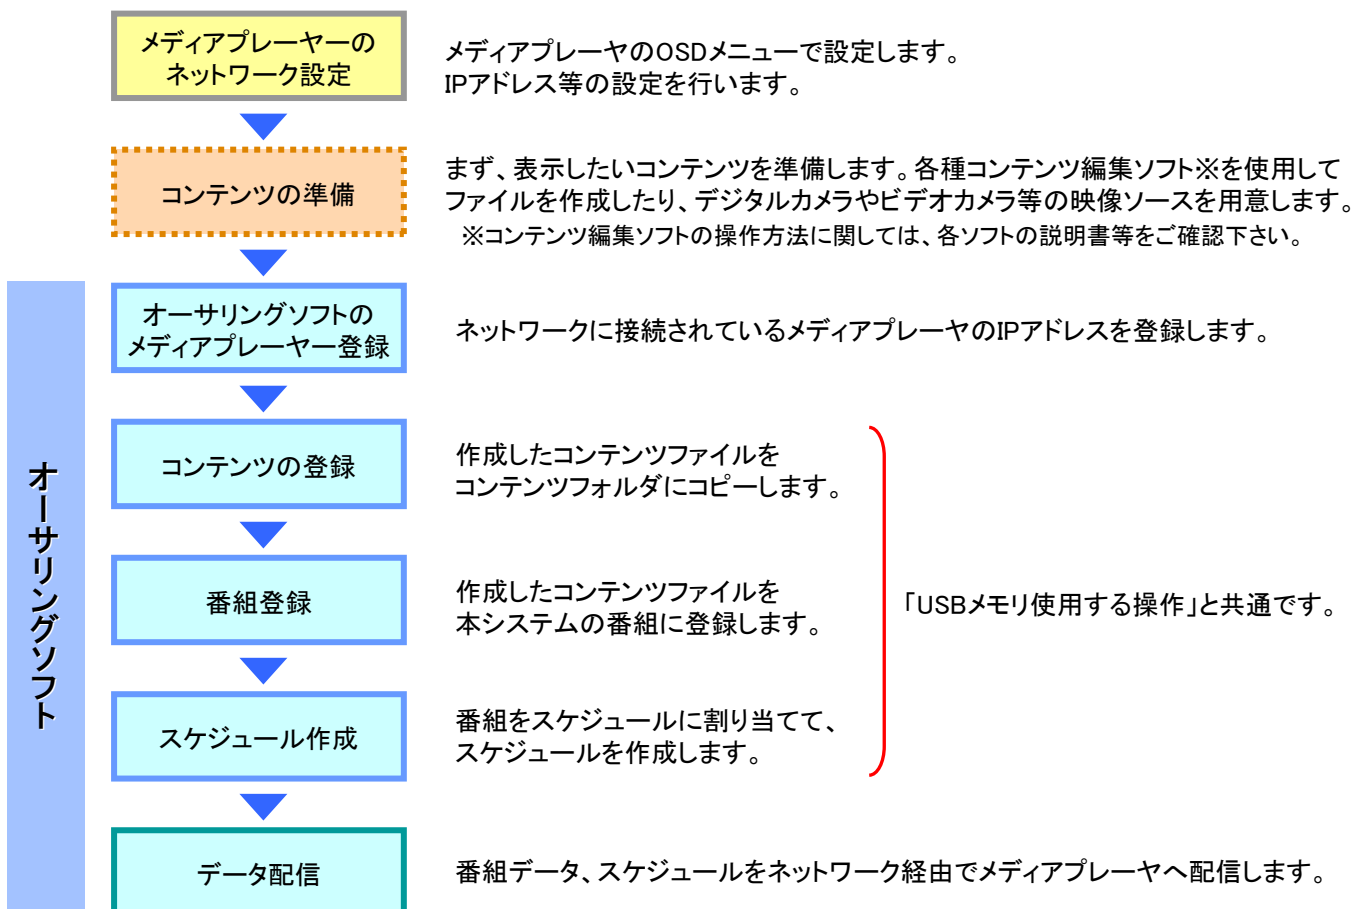 メディアプレーヤーの
ネットワーク設定
メディアプレーヤのOSDメニューで設定します。
IPアドレス等の設定を行います。
コンテンツの準備
まず、表示したいコンテンツを準備します。各種コンテンツ編集ソフト※を使用して
ファイルを作成したり、デジタルカメラやビデオカメラ等の映像ソースを用意します。
※コンテンツ編集ソフトの操作方法に関しては、各ソフトの説明書等をご確認下さい。
オーサリングソフト
オーサリングソフトの
メディアプレーヤー登録
ネットワークに接続されているメディアプレーヤのIPアドレスを登録します。
コンテンツの登録
作成したコンテンツファイルを
コンテンツフォルダにコピーします。
番組登録
作成したコンテンツファイルを
本システムの番組に登録します。
「USBメモリ使用する操作」と共通です。
スケジュール作成
番組をスケジュールに割り当てて、
スケジュールを作成します。
データ配信
番組データ、スケジュールをネットワーク経由でメディアプレーヤへ配信します。